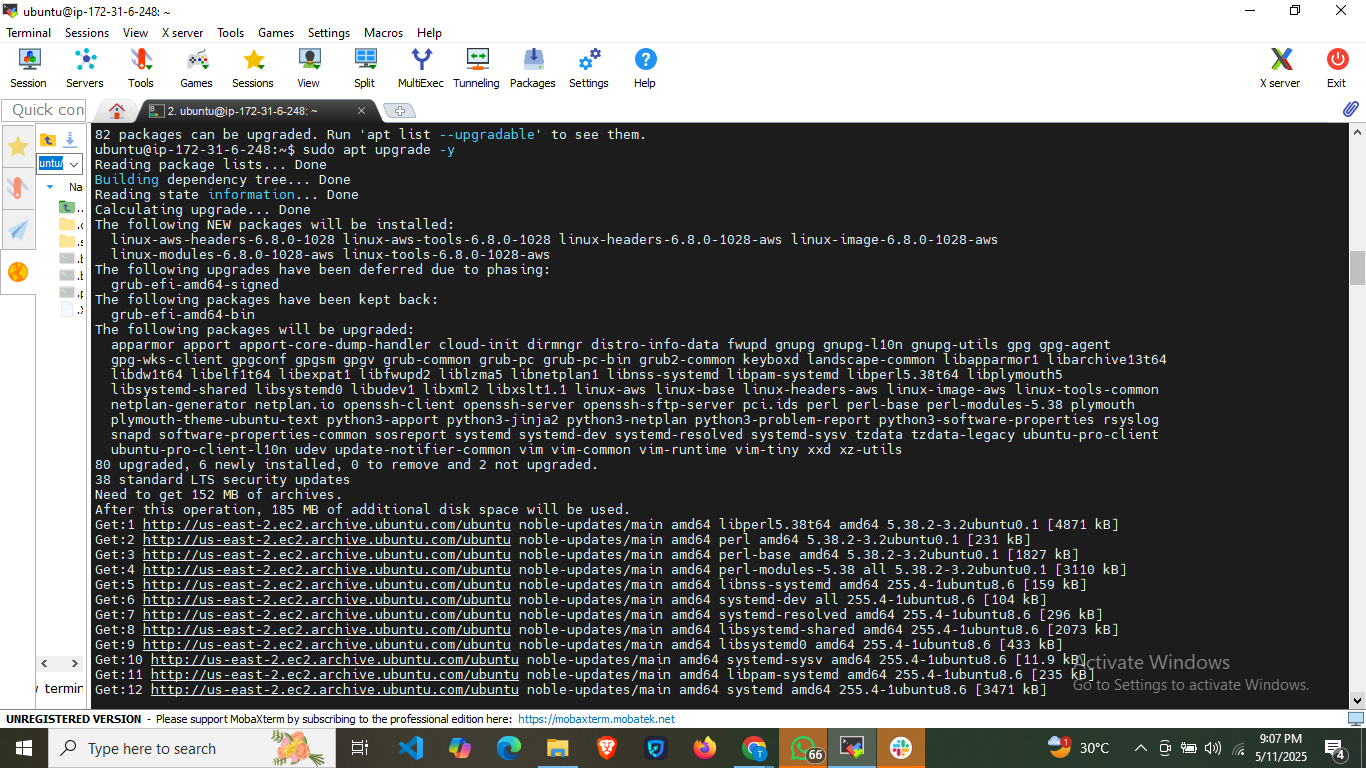 ubuntu@ip-172-31-6-248: ~
Terminal Sessions View X server Tools Games Settings Macros Help
Session Servers Tools Games Sessions View Split MultiExec Tunneling Packages Settings Help X server Exit
Quick con
2. ubuntu@ip-172-31-6-248: ~
82 packages can be upgraded. Run 'apt list --upgradable' to see them.
ubuntu@ip-172-31-6-248:~$ sudo apt upgrade -y
Reading package lists... Done
Building dependency tree... Done
Reading state information... Done
Calculating upgrade... Done
The following NEW packages will be installed:
linux-aws-headers-6.8.0-1028 linux-aws-tools-6.8.0-1028 linux-headers-6.8.0-1028-aws linux-image-6.8.0-1028-aws
linux-modules-6.8.0-1028-aws linux-tools-6.8.0-1028-aws
The following upgrades have been deferred due to phasing:
grub-efi-amd64-signed
The following packages have been kept back:
grub-efi-amd64-bin
The following packages will be upgraded:
apparmor apport apport-core-dump-handler cloud-init dirmngr distro-info-data fwupd gnupg gnupg-l10n gnupg-utils gpg gpg-agent
gpg-wks-client gpgconf gpgsm gpgv grub-common grub-pc grub-pc-bin grub2-common keyboxd landscape-common libapparmor1 libarchive13t64
libdw1t64 libelf1t64 libexpat1 libfwupd2 liblzma5 libnetplan1 libnss-systemd libpam-systemd libperl5.38t64 libplymouth5
libsystemd-shared libsystemd0 libudev1 libxml2 libxslt1.1 linux-aws linux-base linux-headers-aws linux-image-aws linux-tools-common
netplan-generator netplan.io openssh-client openssh-server openssh-sftp-server pci.ids perl perl-base perl-modules-5.38 plymouth
plymouth-theme-ubuntu-text python3-apport python3-jinja2 python3-netplan python3-problem-report python3-software-properties rsyslog
snapd software-properties-common sosreport systemd systemd-dev systemd-resolved systemd-sysv tzdata tzdata-legacy ubuntu-pro-client
ubuntu-pro-client-l10n udev update-notifier-common vim vim-common vim-runtime vim-tiny xxd xz-utils
80 upgraded, 6 newly installed, 0 to remove and 2 not upgraded.
38 standard LTS security updates
Need to get 152 MB of archives.
After this operation, 185 MB of additional disk space will be used.
Get:1 http://us-east-2.ec2.archive.ubuntu.com/ubuntu noble-updates/main amd64 libperl5.38t64 amd64 5.38.2-3.2ubuntu0.1 [4871 kB]
Get:2 http://us-east-2.ec2.archive.ubuntu.com/ubuntu noble-updates/main amd64 perl amd64 5.38.2-3.2ubuntu0.1 [231 kB]
Get:3 http://us-east-2.ec2.archive.ubuntu.com/ubuntu noble-updates/main amd64 perl-base amd64 5.38.2-3.2ubuntu0.1 [1827 kB]
Get:4 http://us-east-2.ec2.archive.ubuntu.com/ubuntu noble-updates/main amd64 perl-modules-5.38 all 5.38.2-3.2ubuntu0.1 [3110 kB]
Get:5 http://us-east-2.ec2.archive.ubuntu.com/ubuntu noble-updates/main amd64 libnss-systemd amd64 255.4-1ubuntu8.6 [159 kB]
Get:6 http://us-east-2.ec2.archive.ubuntu.com/ubuntu noble-updates/main amd64 systemd-dev all 255.4-1ubuntu8.6 [104 kB]
Get:7 http://us-east-2.ec2.archive.ubuntu.com/ubuntu noble-updates/main amd64 systemd-resolved amd64 255.4-1ubuntu8.6 [296 kB]
Get:8 http://us-east-2.ec2.archive.ubuntu.com/ubuntu noble-updates/main amd64 libsystemd-shared amd64 255.4-1ubuntu8.6 [2073 kB]
Get:9 http://us-east-2.ec2.archive.ubuntu.com/ubuntu noble-updates/main amd64 libsystemd0 amd64 255.4-1ubuntu8.6 [433 kB]
Get:10 http://us-east-2.ec2.archive.ubuntu.com/ubuntu noble-updates/main amd64 systemd-sysv amd64 255.4-1ubuntu8.6 [11.9 kB]
Get:11 http://us-east-2.ec2.archive.ubuntu.com/ubuntu noble-updates/main amd64 libpam-systemd amd64 255.4-1ubuntu8.6 [235 kB]
Get:12 http://us-east-2.ec2.archive.ubuntu.com/ubuntu noble-updates/main amd64 systemd amd64 255.4-1ubuntu8.6 [3471 kB]
Activate Windows
Go to Settings to activate Windows.
untu/
Na
..
termin
UNREGISTERED VERSION - Please support MobaXterm by subscribing to the professional edition here: https://mobaxterm.mobatek.net
Type here to search
66
1
30°C
9:07 PM
5/11/2025
4